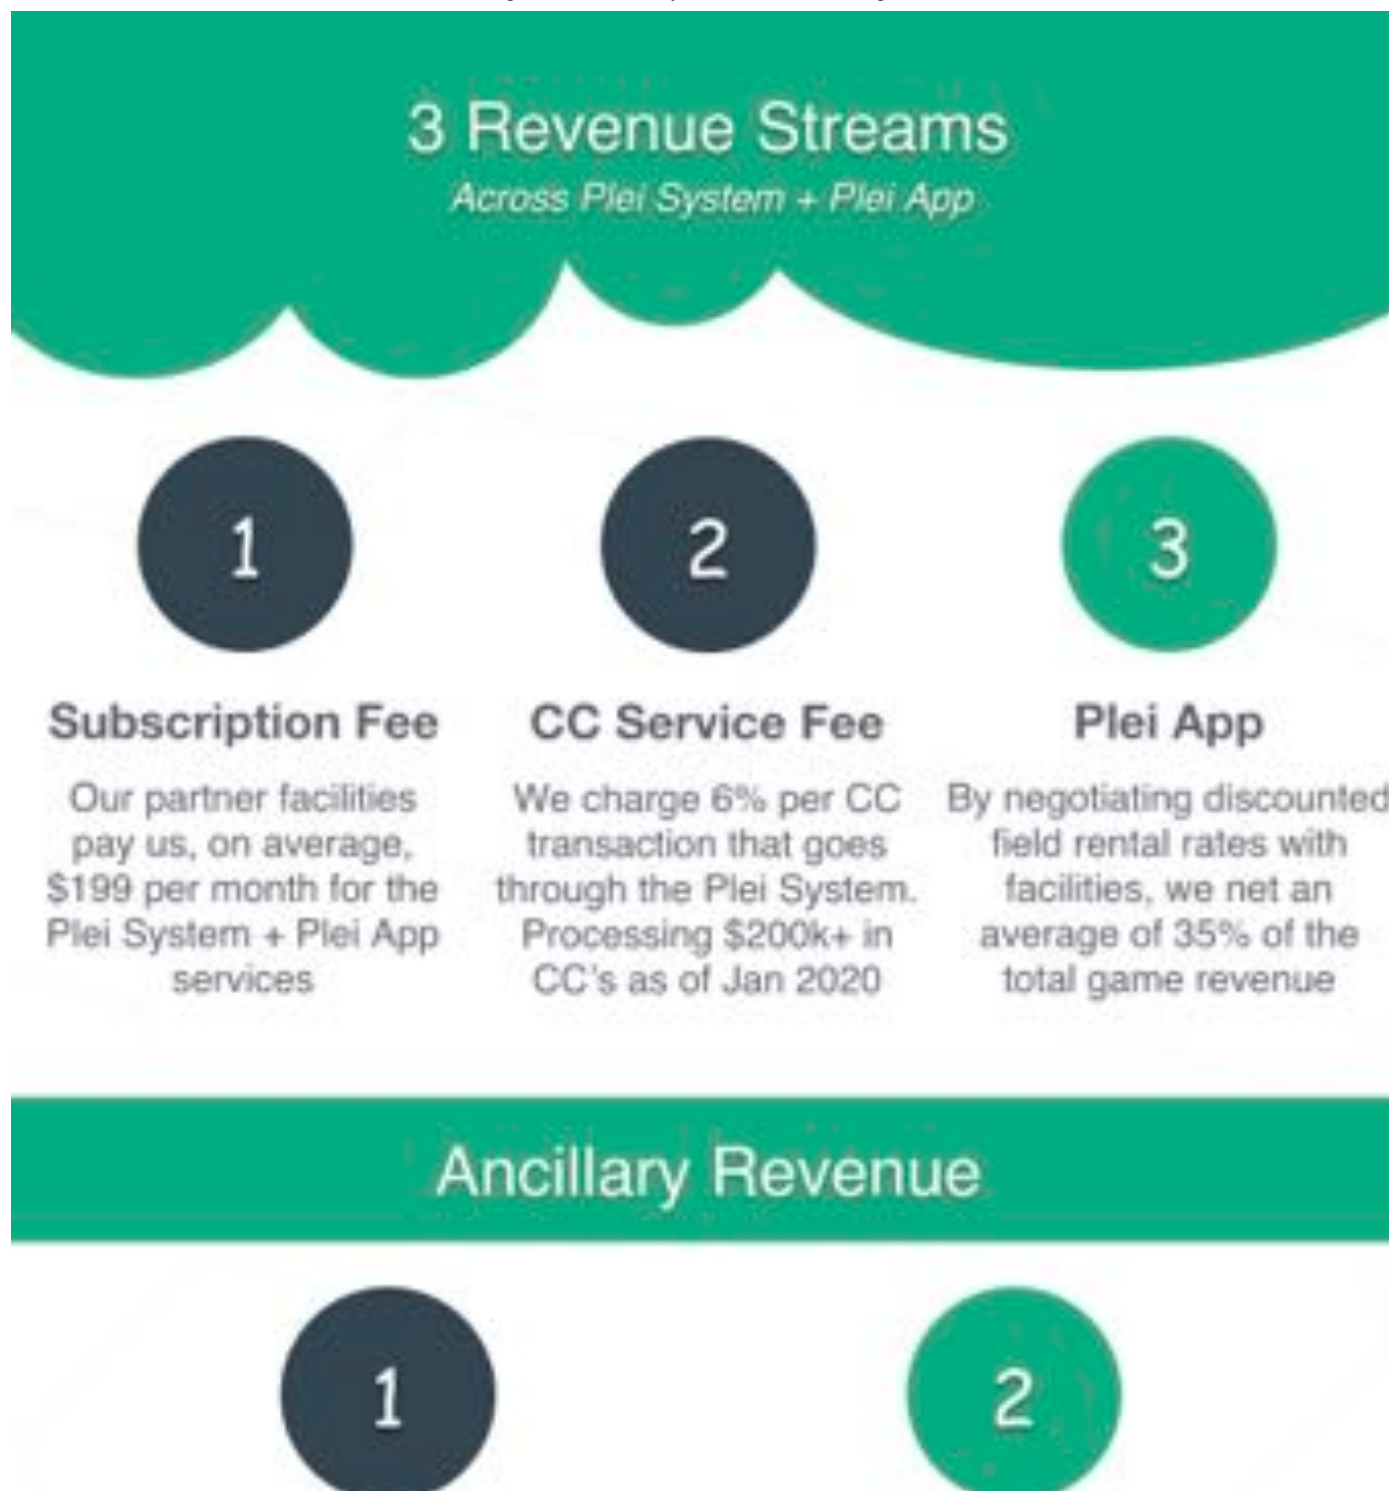 3 Revenue Streams
Across Plei System + Plei App
1
2
3
Subscription Fee
CC Service Fee
Plei App
Our partner facilities
pay us, on average,
$199 per month for the
Plei System + Plei App
services
We charge 6% per CC
transaction that goes
through the Plei System.
Processing $200k+ in
CC's as of Jan 2020
By negotiating discounted
field rental rates with
facilities, we net an
average of 35% of the
total game revenue
Ancillary Revenue
1
2